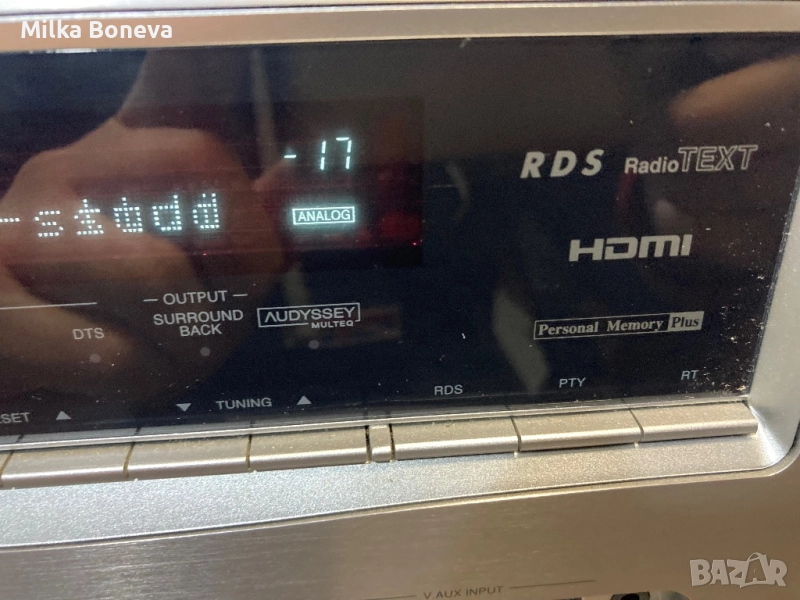 Milka Boneva
-17
ANALOG
RDS RadioTEXT
HDMI
OUTPUT
DTS
SURROUND
BACK
AUDYSSEY
MULTEQ
Personal Memory Plus
TUNING
RDS
PTY
RT
V AUX INPUT
BAZAR